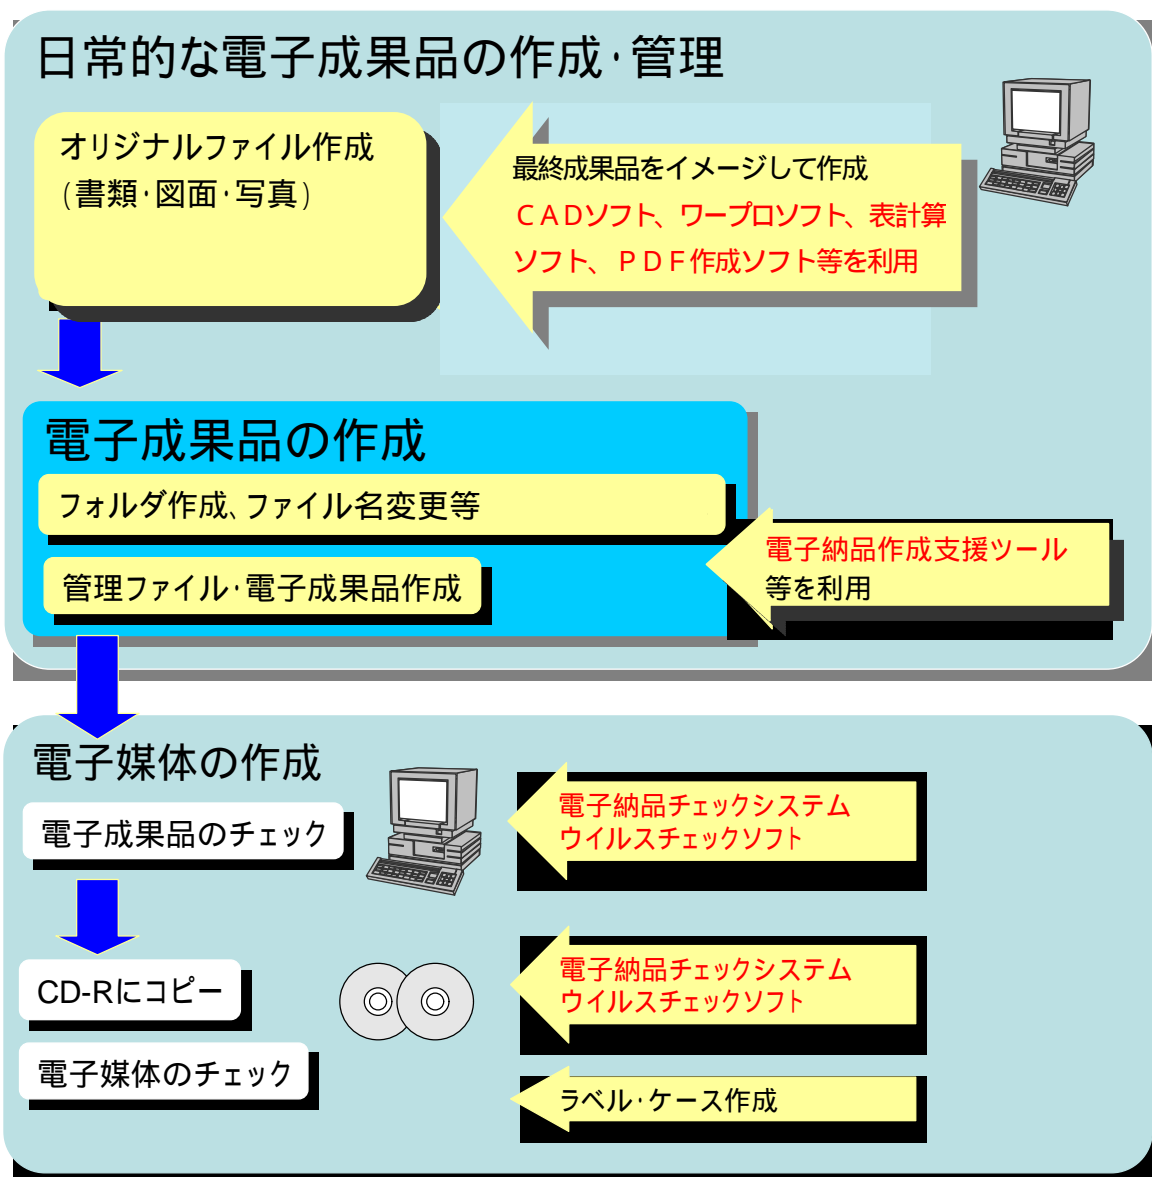 日常的な電子成果品の作成・管理
オリジナルファイル作成
(書類・図面・写真)
最終成果品をイメージして作成
ＣＡＤソフト、ワープロソフト、表計算
ソフト、ＰＤＦ作成ソフト等を利用
電子成果品の作成
フォルダ作成、ファイル名変更等
管理ファイル・電子成果品作成
電子納品作成支援ツール
等を利用
電子媒体の作成
電子成果品のチェック
電子納品チェックシステム
ウイルスチェックソフト
CD-Rにコピー
電子納品チェックシステム
ウイルスチェックソフト
電子媒体のチェック
ラベル・ケース作成